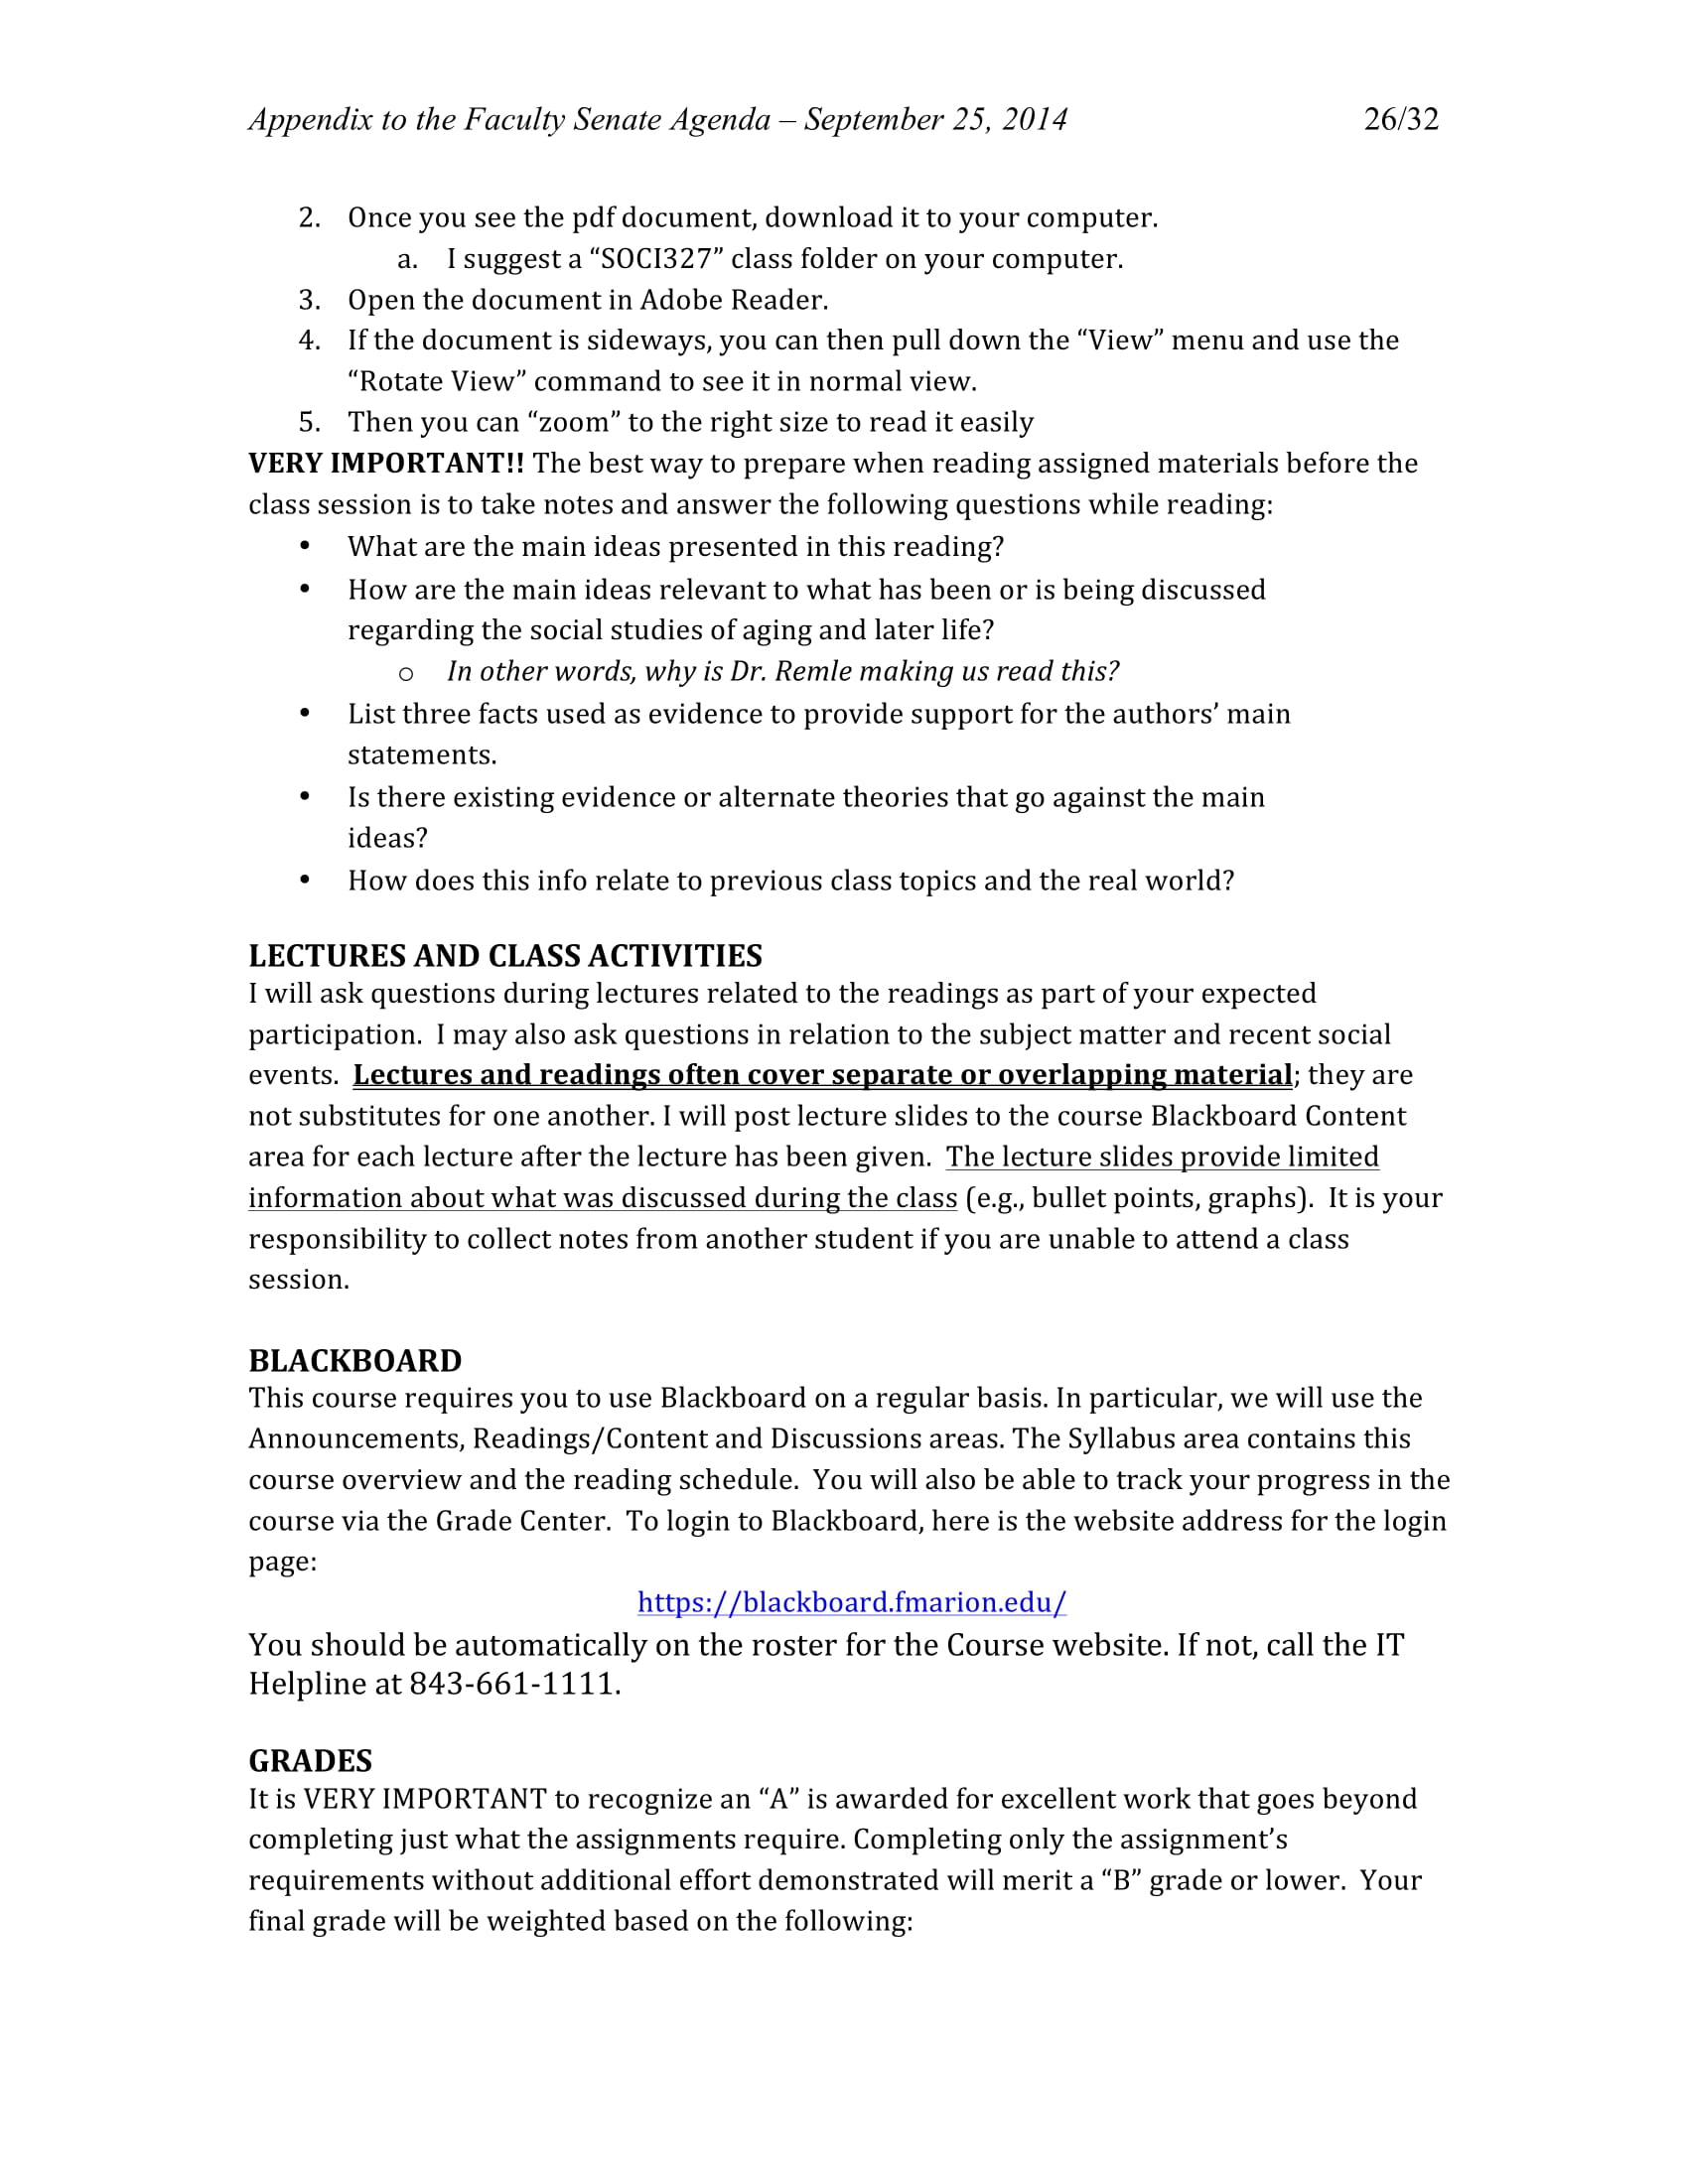 Appendix to the Faculty Senate Agenda – September 25, 2014 26/32
2. Once you see the pdf document, download it to your computer.
a. I suggest a “SOCI327” class folder on your computer.
3. Open the document in Adobe Reader.
4. If the document is sideways, you can then pull down the “View” menu and use the
“Rotate View” command to see it in normal view.
5. Then you can “zoom” to the right size to read it easily
VERY IMPORTANT!! The best way to prepare when reading assigned materials before the
class session is to take notes and answer the following questions while reading:
• What are the main ideas presented in this reading?
• How are the main ideas relevant to what has been or is being discussed
regarding the social studies of aging and later life?
o In other words, why is Dr. Remle making us read this?
• List three facts used as evidence to provide support for the authors’ main
statements.
• Is there existing evidence or alternate theories that go against the main
ideas?
• How does this info relate to previous class topics and the real world?
LECTURES AND CLASS ACTIVITIES
I will ask questions during lectures related to the readings as part of your expected
participation.  I may also ask questions in relation to the subject matter and recent social
events.  Lectures and readings often cover separate or overlapping material; they are
not substitutes for one another. I will post lecture slides to the course Blackboard Content
area for each lecture after the lecture has been given.  The lecture slides provide limited
information about what was discussed during the class (e.g., bullet points, graphs).  It is your
responsibility to collect notes from another student if you are unable to attend a class
session.
BLACKBOARD
This course requires you to use Blackboard on a regular basis. In particular, we will use the
Announcements, Readings/Content and Discussions areas. The Syllabus area contains this
course overview and the reading schedule.  You will also be able to track your progress in the
course via the Grade Center.  To login to Blackboard, here is the website address for the login
page:
https://blackboard.fmarion.edu/
You should be automatically on the roster for the Course website. If not, call the IT
Helpline at 843-661-1111.
GRADES
It is VERY IMPORTANT to recognize an “A” is awarded for excellent work that goes beyond
completing just what the assignments require. Completing only the assignment’s
requirements without additional effort demonstrated will merit a “B” grade or lower.  Your
final grade will be weighted based on the following: